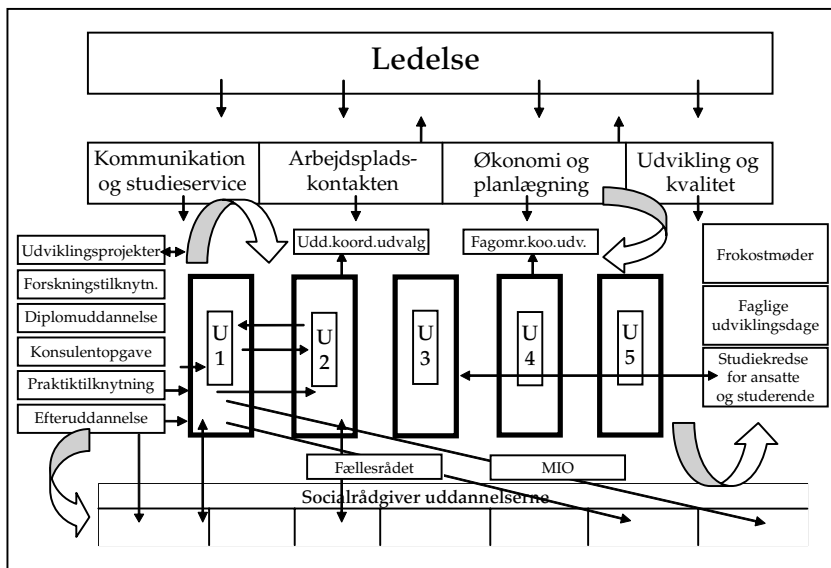 Ledelse
Kommunikation
og studieservice
Arbejdsplads-
kontakten
Økonomi og
planlægning
Udvikling og
kvalitet
Udviklingsprojekter
Forskningstilknytn.
Diplomuddannelse
Konsulentopgave
Praktiktilknytning
Efteruddannelse
Udd.koord.udvalg
Fagomr.koo.udv.
Frokostmøder
Faglige
udviklingsdage
Studiekredse
for ansatte
og studerende
U
1
U
2
U
3
U
4
U
5
Fællesrådet
MIO
Socialrådgiver uddannelserne